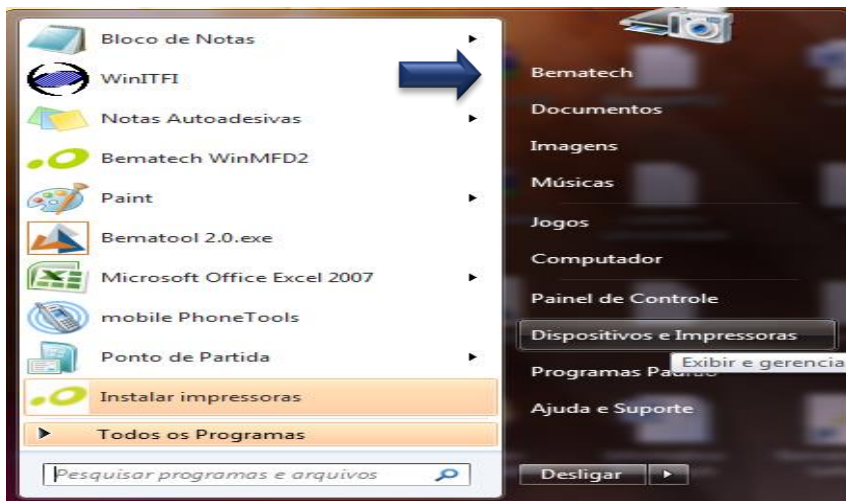 Bloco de Notas
WinITFI
Notas Autoadesivas
Bematech WinMFD2
Paint
Bematool 2.0.exe
Microsoft Office Excel 2007
mobile PhoneTools
Ponto de Partida
Instalar impressoras
Todos os Programas
Pesquisar programas e arquivos
Bematech
Documentos
Imagens
Músicas
Jogos
Computador
Painel de Controle
Dispositivos e Impressoras
Exibir e gerencia
Programas Padrão
Ajuda e Suporte
Desligar